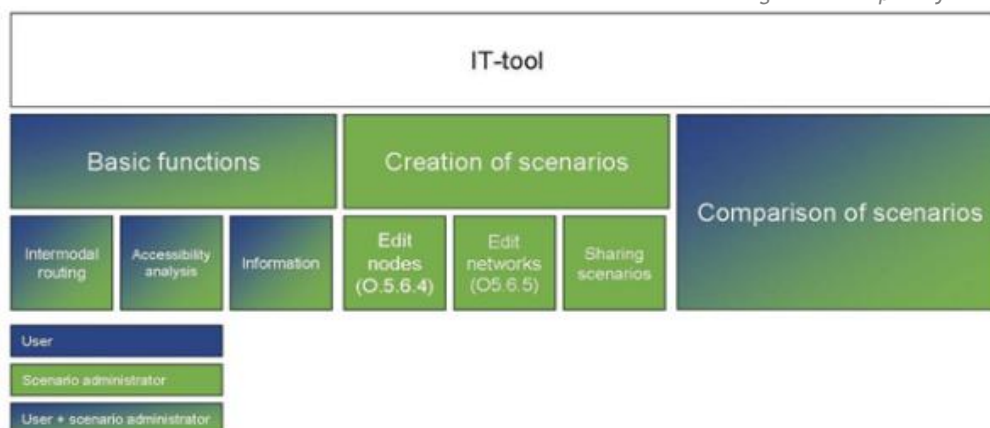 IT-tool
Basic functions
Creation of scenarios
Comparison of scenarios
Intermodal
routing
Accessibility
analysis
Information
Edit
nodes
(O.5.6.4)
Edit
networks
(O5.6.5)
Sharing
scenarios
User
Scenario administrator
User + scenario administrator